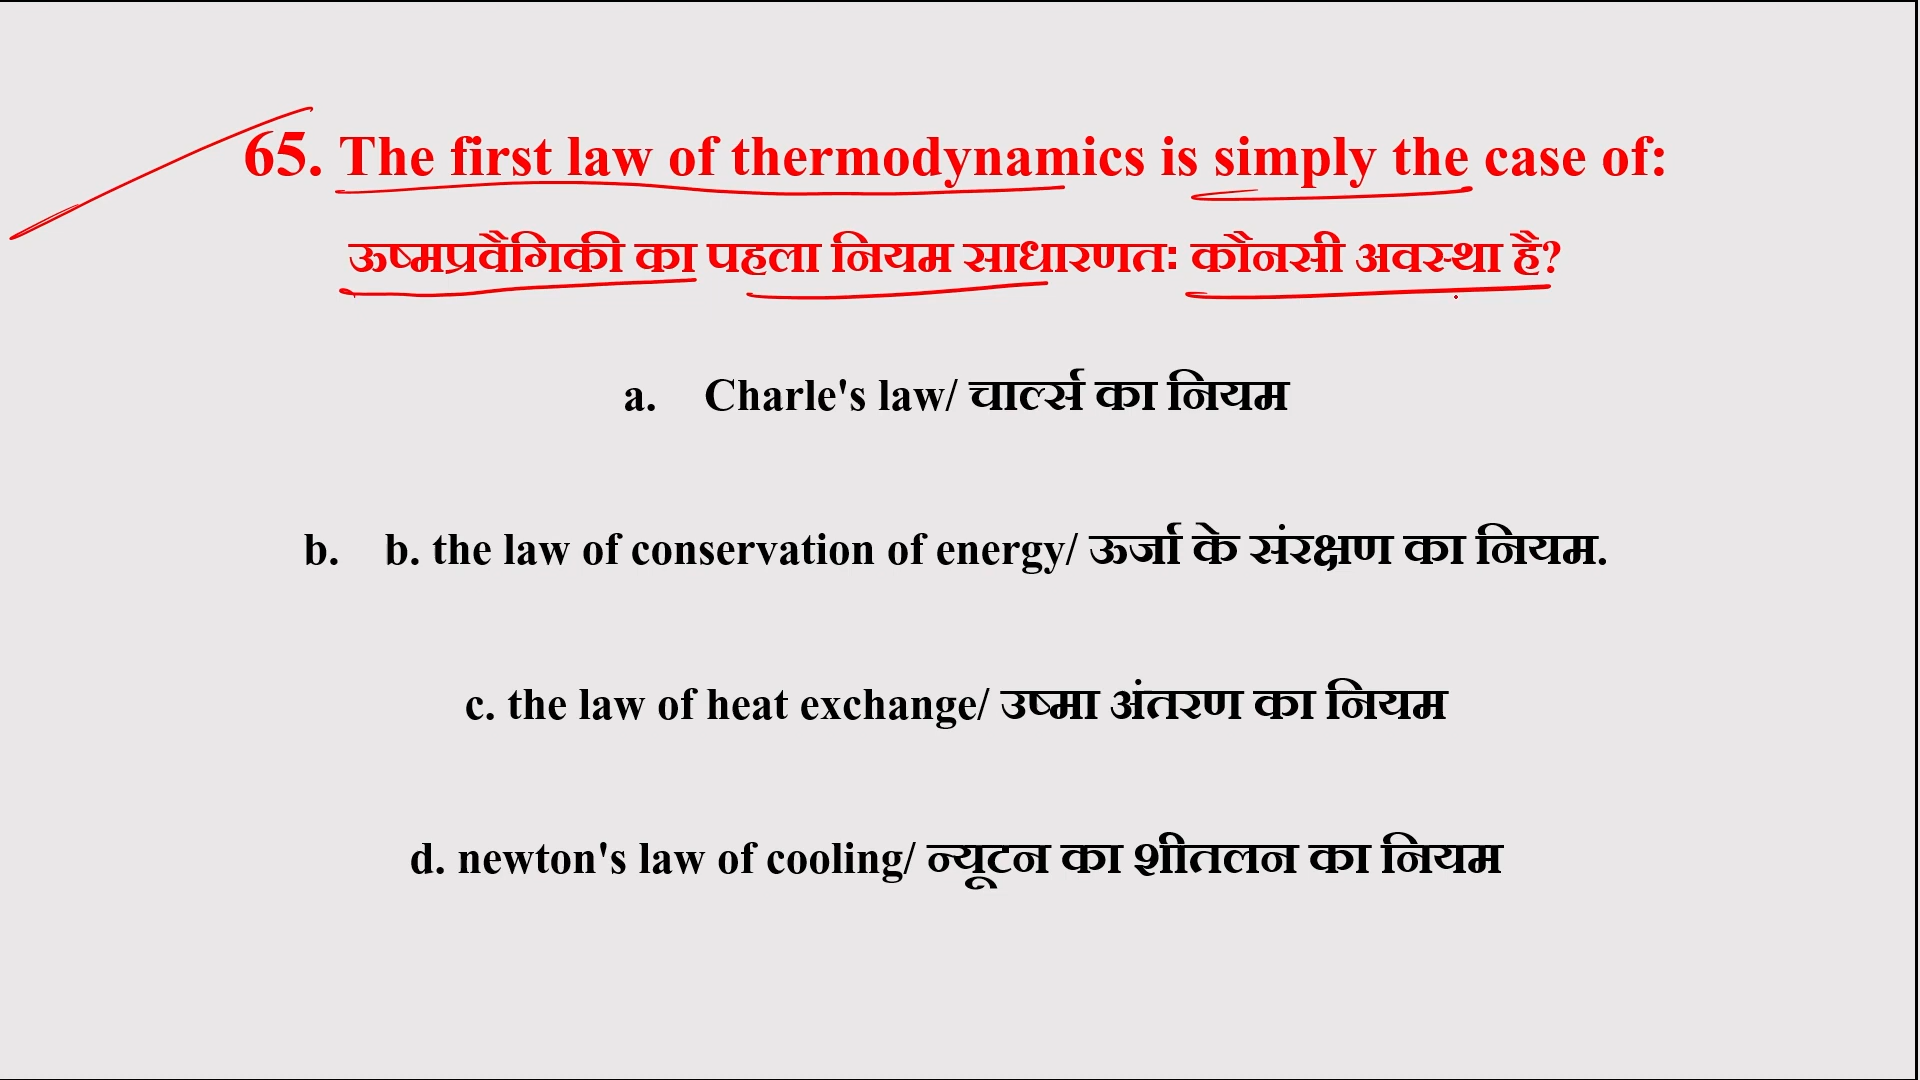 65. The first law of thermodynamics is simply the case of:
ऊष्मप्रवैगिकी का पहला नियम साधारणतः कौनसी अवस्था है?
a. Charle's law/ चार्ल्स का नियम
b. b. the law of conservation of energy/ ऊर्जा के संरक्षण का नियम.
c. the law of heat exchange/ उष्मा अंतरण का नियम
d. newton's law of cooling/ न्यूटन का शीतलन का नियम